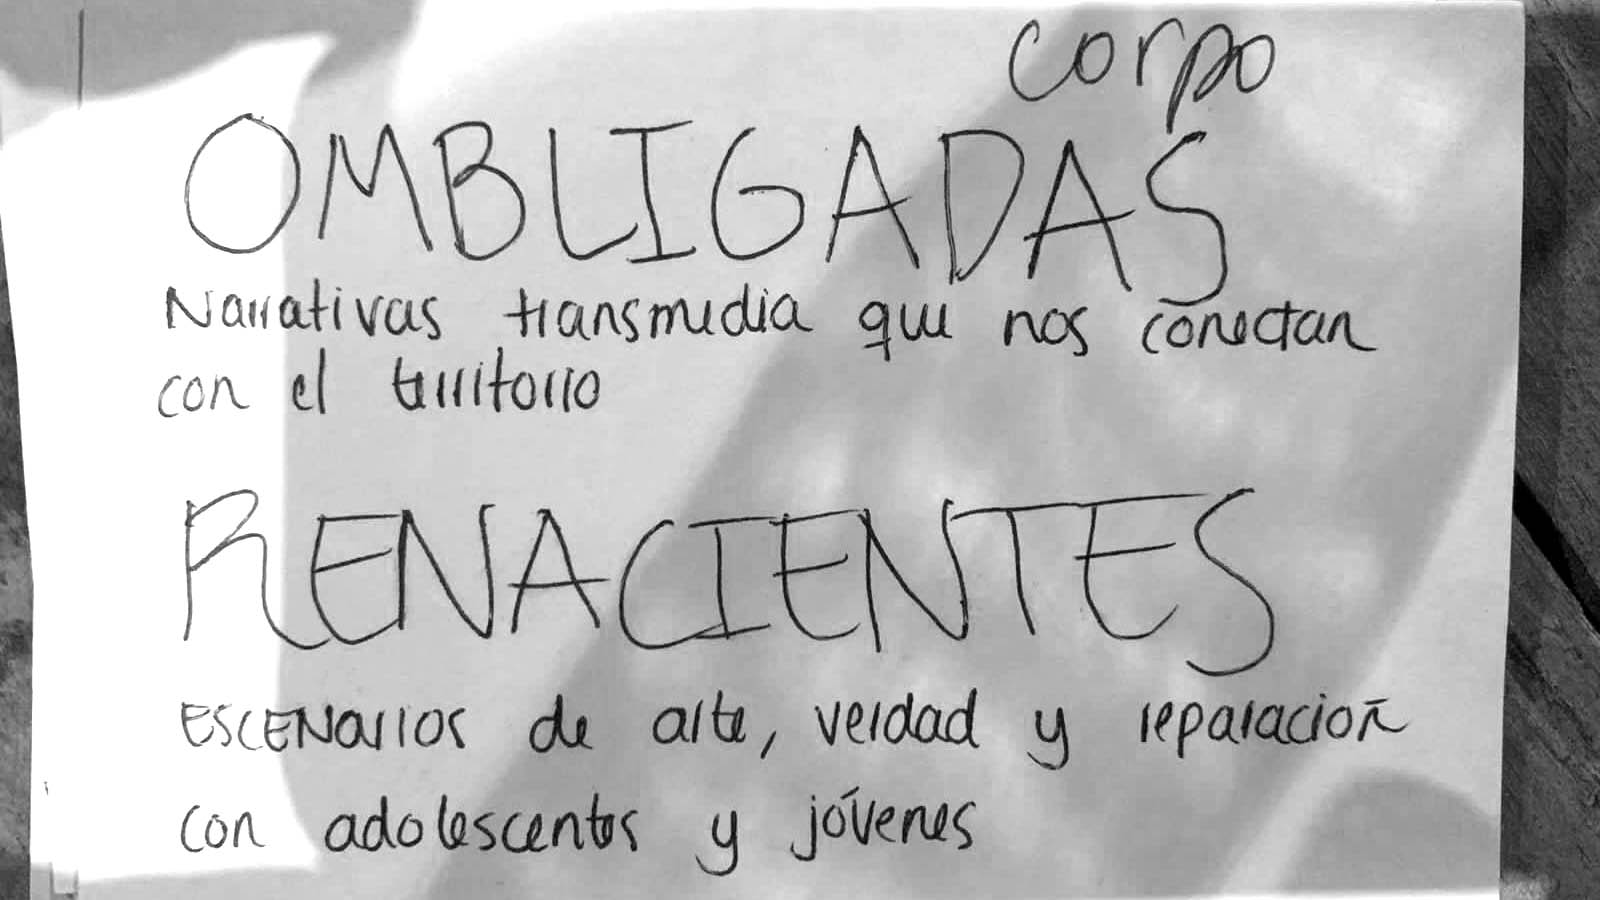 corpo
OMBLIGADAS
Narrativas transmedia que nos conectan
con el territorio
RENACIENTES
ESCENarios de arte, verdad y reparación
con adolescentes y jóvenes